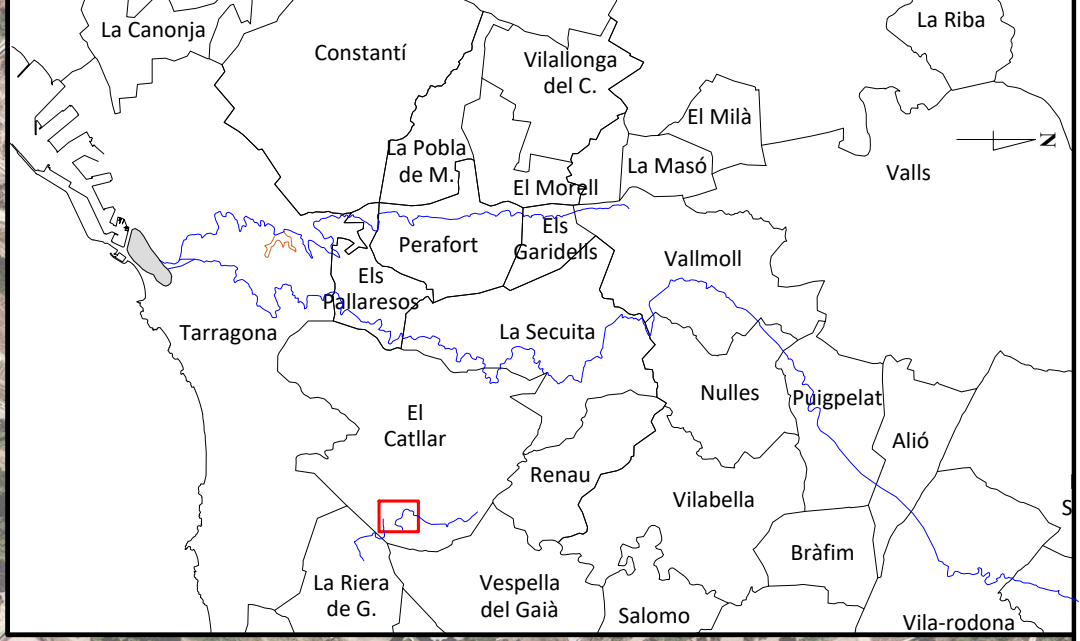 La Canonja
Constantí
Vilallonga
del C.
La Riba
El Milà
La Pobla
de M.
La Masó
N
Valls
El Morell
Perafort
Els
Garidells
Vallmoll
Els
Pallaresos
Tarragona
La Secuita
Nulles
Puigpelat
El
Catllar
Alió
Renau
Vilabella
S
Bràfim
La Riera
de G.
Vespella
del Gaià
Salomo
Vila-rodona